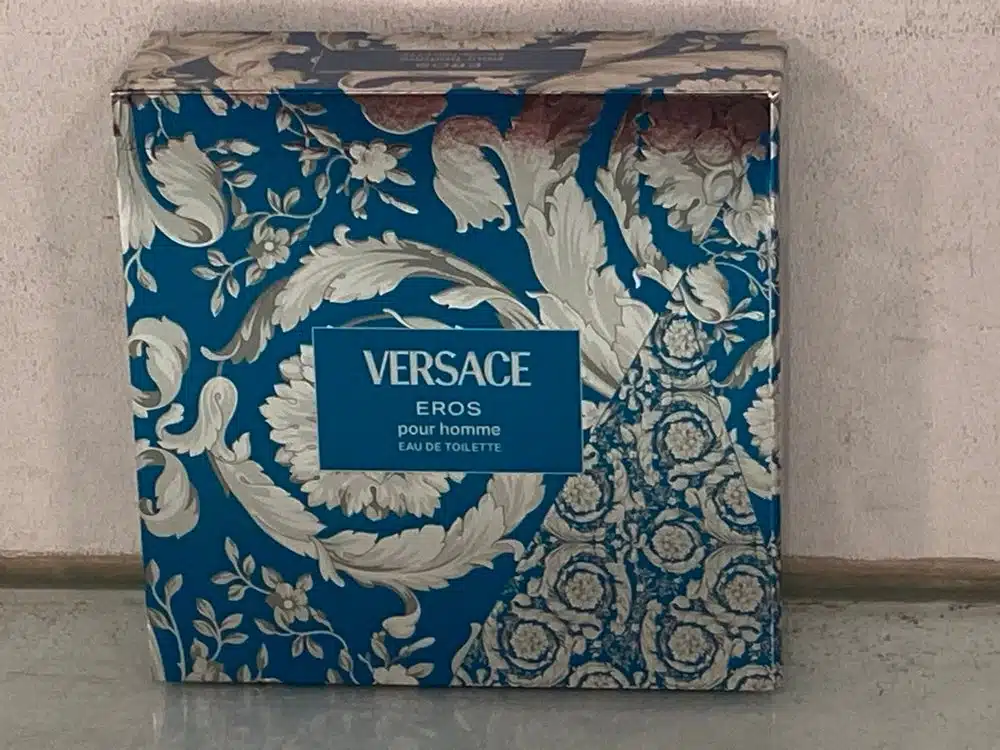 VERSACE
EROS
pour homme
EAU DE TOILETTE